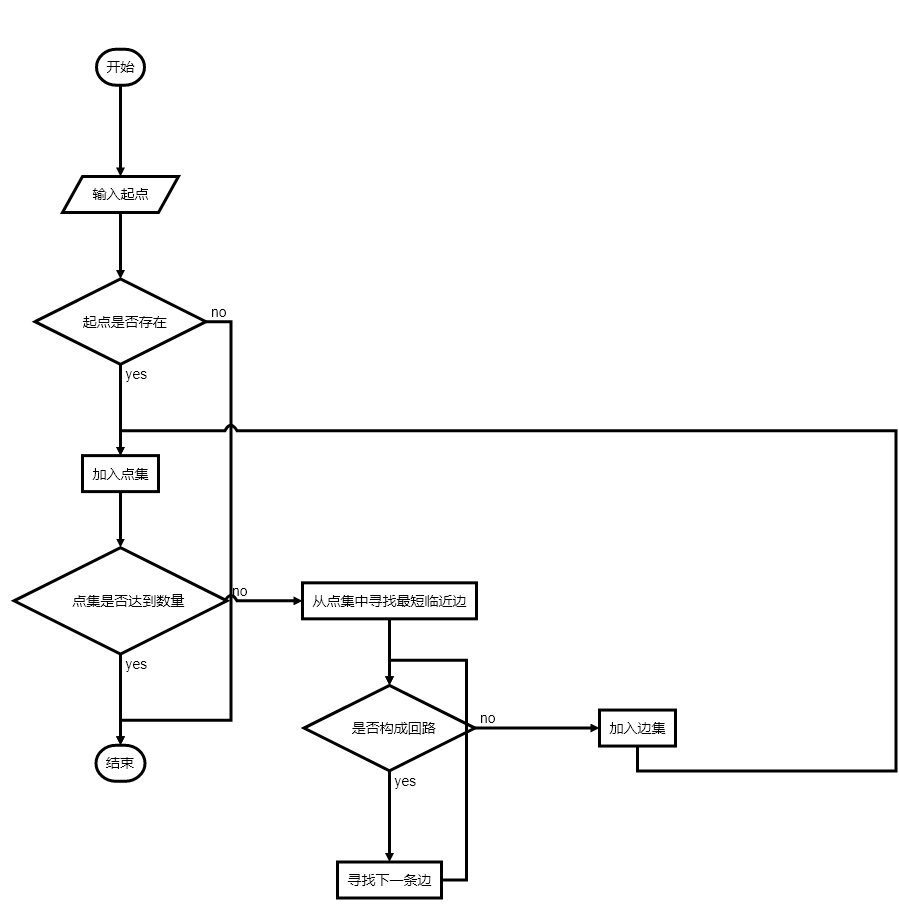 开始
输入起点
起点是否存在
no
yes
加入点集
点集是否达到数量
no
yes
从点集中寻找最短临近边
是否构成回路
no
yes
加入边集
结束
寻找下一条边